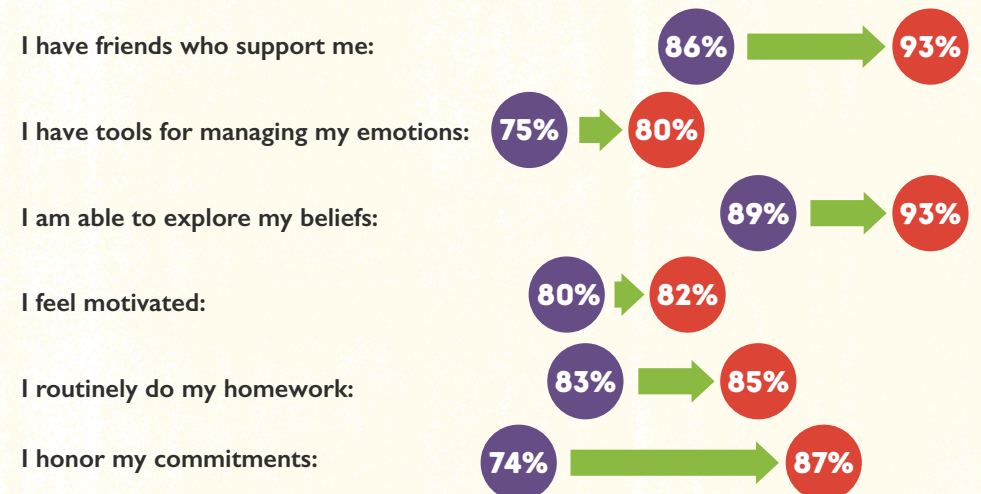 I have friends who support me: 86% 93%
I have tools for managing my emotions: 75% 80%
I am able to explore my beliefs: 89% 93%
I feel motivated: 80% 82%
I routinely do my homework: 83% 85%
I honor my commitments: 74% 87%